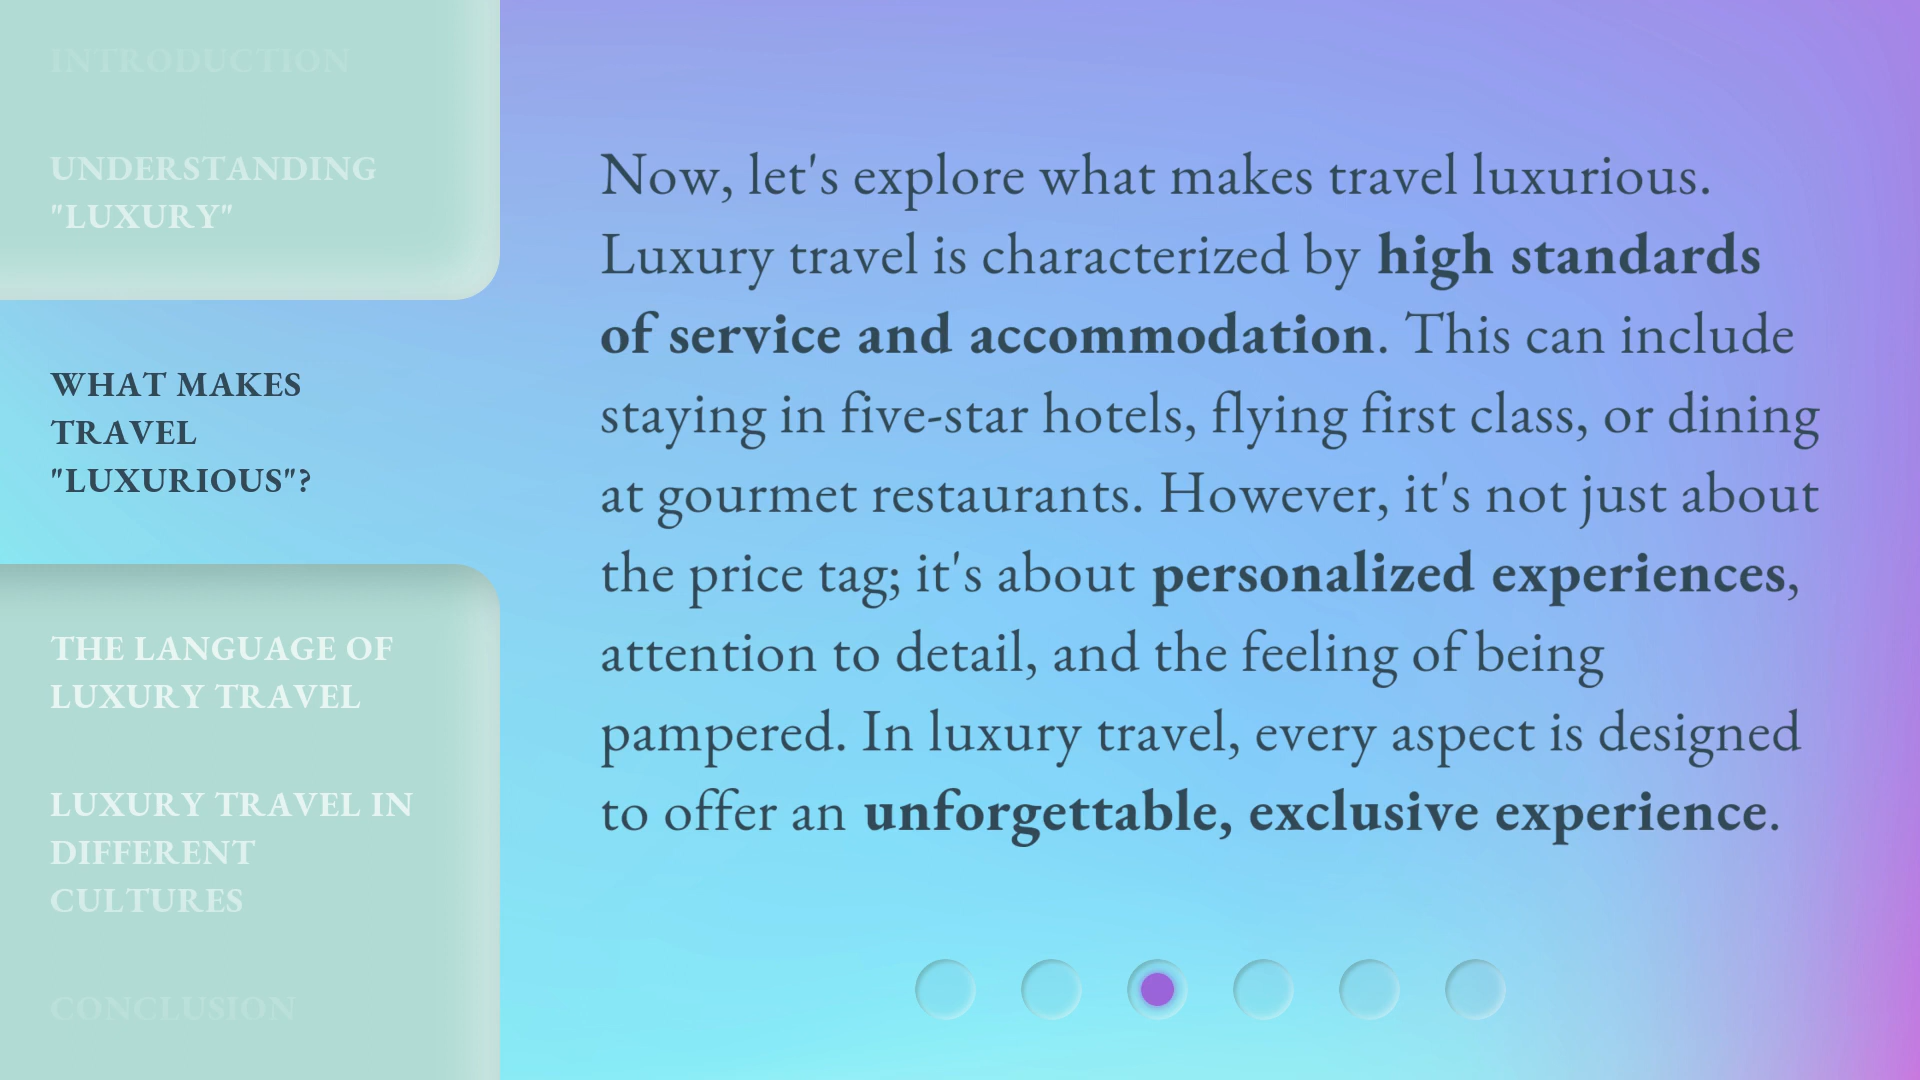 INTRODUCTION
UNDERSTANDING
"LUXURY"
WHAT MAKES
TRAVEL
"LUXURIOUS"?
THE LANGUAGE OF
LUXURY TRAVEL
LUXURY TRAVEL IN
DIFFERENT
CULTURES
CONCLUSION
Now, let's explore what makes travel luxurious.
Luxury travel is characterized by high standards
of service and accommodation. This can include
staying in five-star hotels, flying first class, or dining
at gourmet restaurants. However, it's not just about
the price tag; it's about personalized experiences,
attention to detail, and the feeling of being
pampered. In luxury travel, every aspect is designed
to offer an unforgettable, exclusive experience.